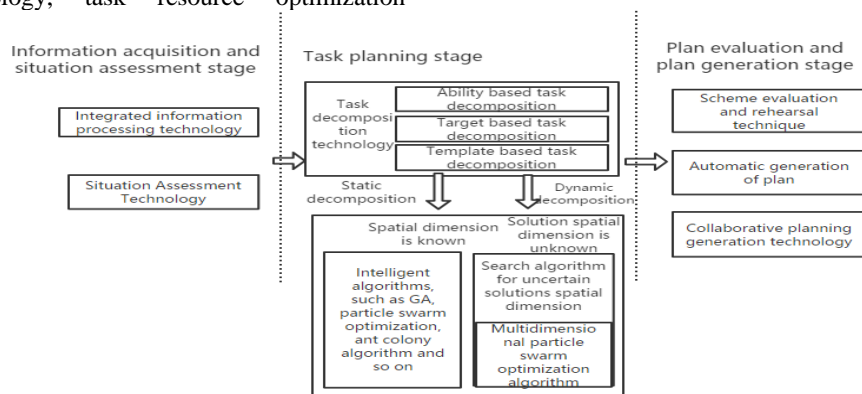 ology, task resource optimization
Information acquisition and
situation assessment stage
Integrated information
processing technology
Situation Assessment
Technology
Task planning stage
Task
decomposi
tion
technology
Ability based task
decomposition
Target based task
decomposition
Template based task
decomposition
Static
decomposition
Dynamic
decomposition
Spatial dimension
is known
Solution spatial
dimension is
unknown
Intelligent
algorithms,
such as GA,
particle swarm
optimization,
ant colony
algorithm and
so on
Search algorithm
for uncertain
solutions spatial
dimension
Multidimensio
nal particle
swarm
optimization
algorithm
Plan evaluation and
plan generation stage
Scheme evaluation
and rehearsal
technique
Automatic generation
of plan
Collaborative planning
generation technology